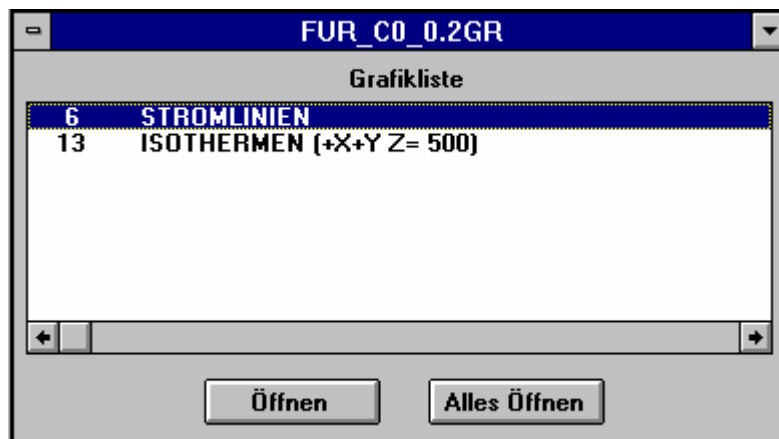 FUR_C0_0.2GR
Grafikliste
6 STROMLINIEN
13 ISOTHERMEN (+X+Y Z= 500)
Öffnen Alles Öffnen